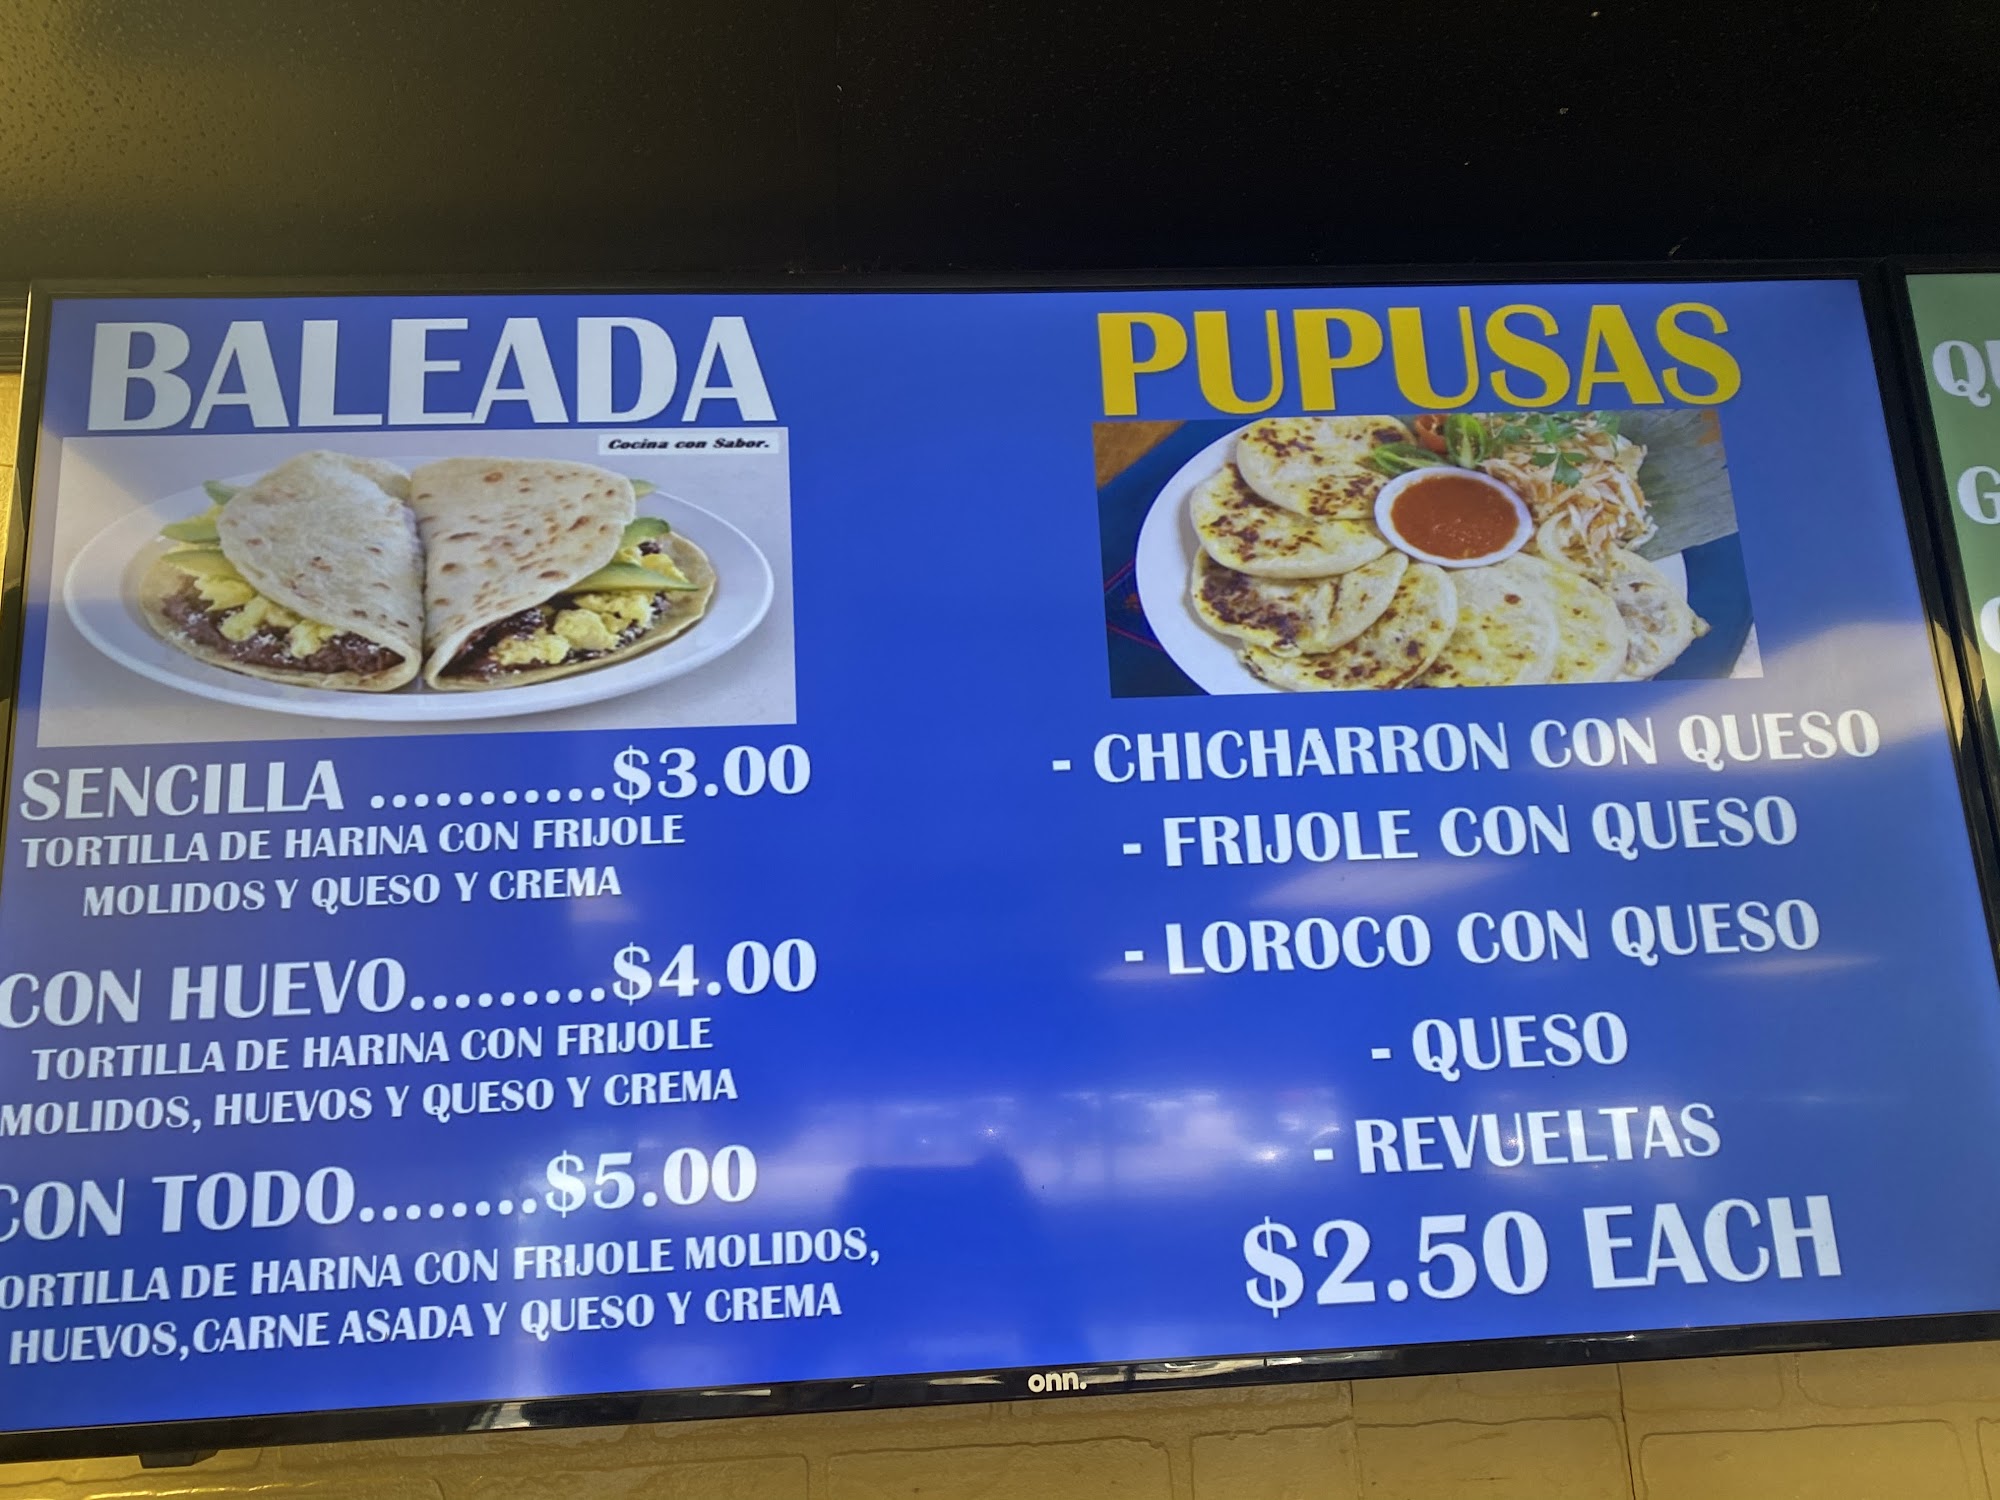 BALEADA
Cocina con Sabor.
SENCILLA ...........$3.00
TORTILLA DE HARINA CON FRIJOLE
MOLIDOS Y QUESO Y CREMA
CON HUEVO.........$4.00
TORTILLA DE HARINA CON FRIJOLE
MOLIDOS, HUEVOS Y QUESO Y CREMA
CON TODO........$5.00
ORTILLA DE HARINA CON FRIJOLE MOLIDOS,
HUEVOS,CARNE ASADA Y QUESO Y CREMA
PUPUSAS
- CHICHARRON CON QUESO
- FRIJOLE CON QUESO
- LOROCO CON QUESO
- QUESO
- REVUELTAS
$2.50 EACH
onn.